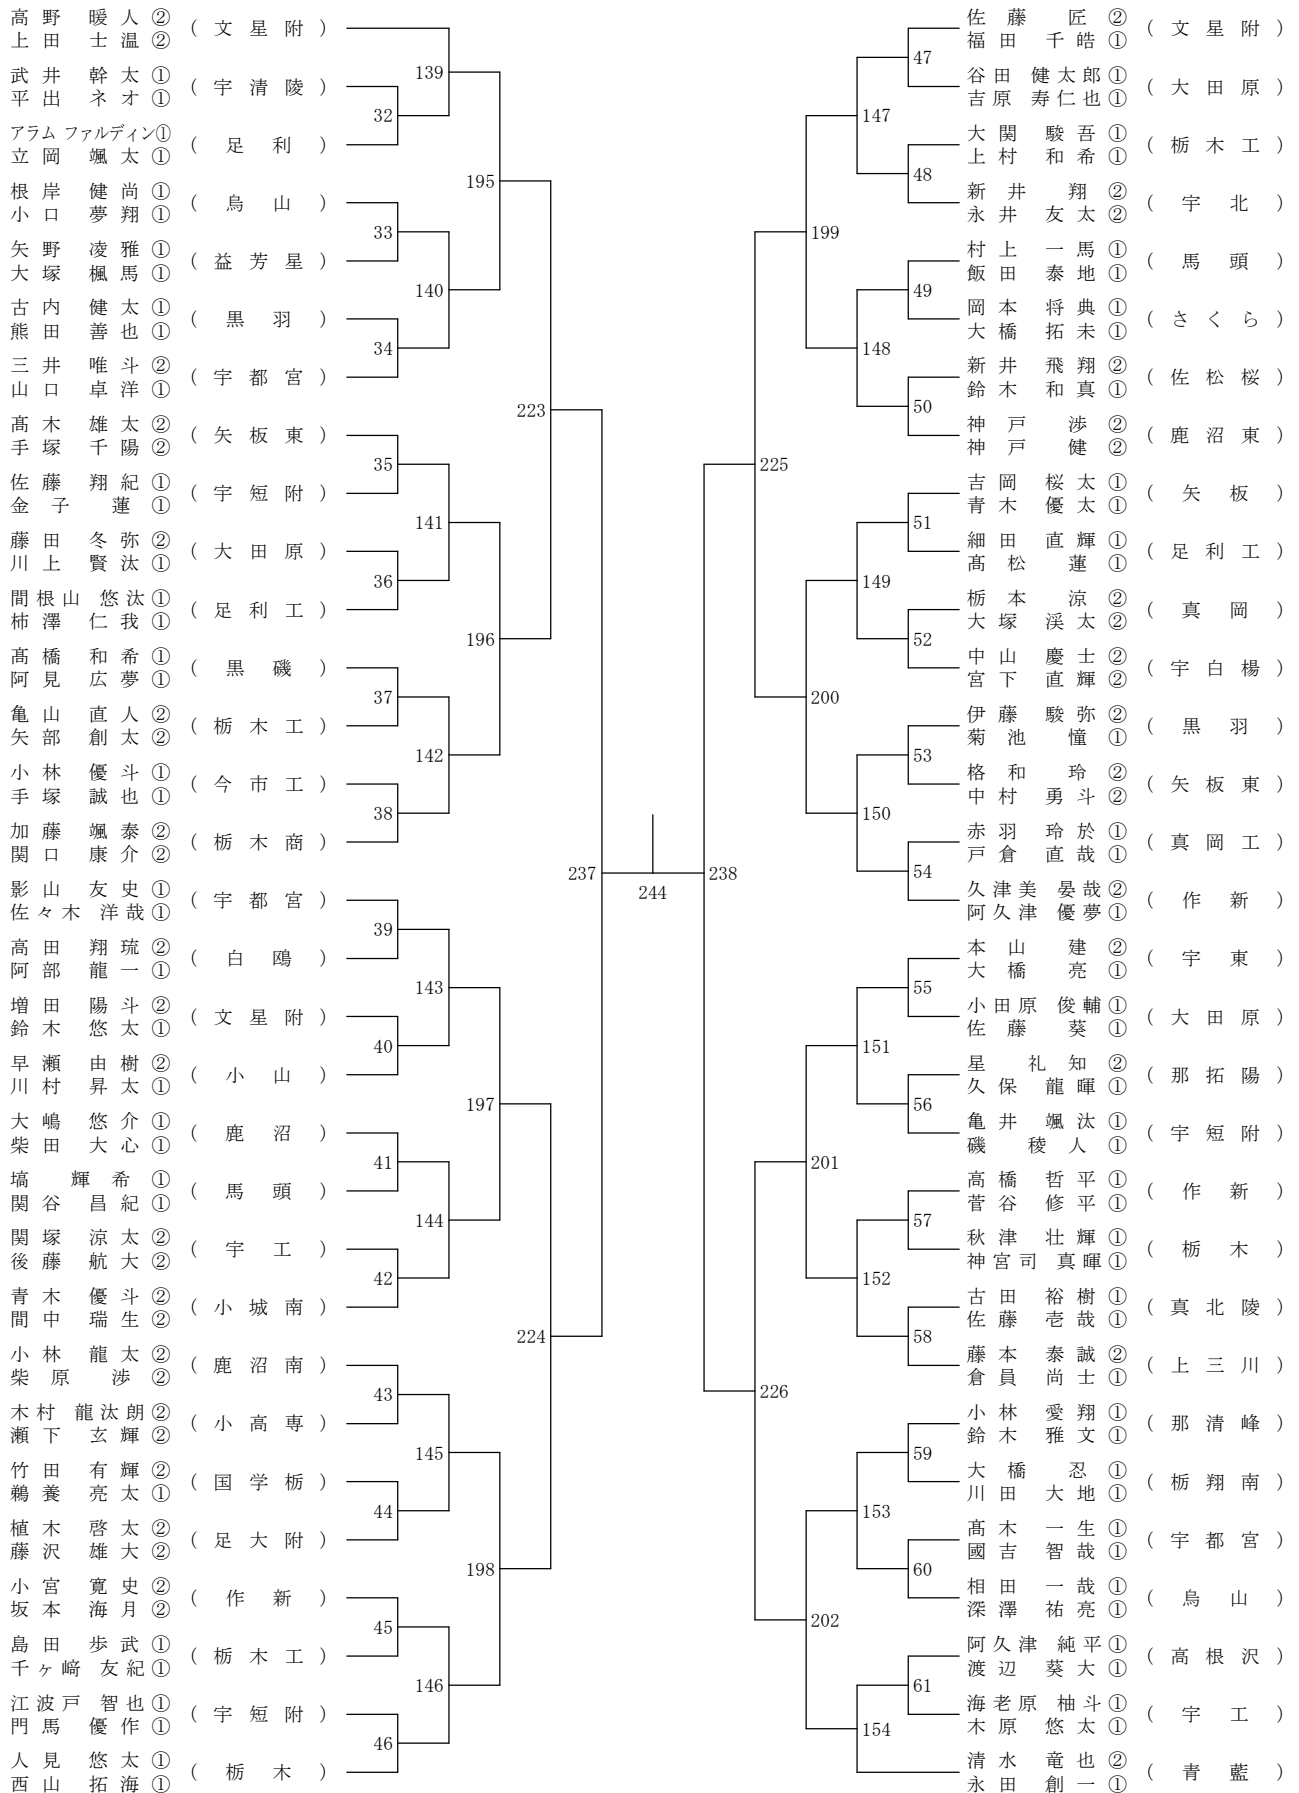 高野 暖人②
上田 士温② (文星附)
武井 幹太①
平出 ネオ① (宇清陵)
アラム ファルディン①
立岡 颯太① (足利)
根岸 健尚①
小口 夢翔① (烏山)
矢野 凌雅①
大塚 楓馬① (益芳星)
古内 健太①
熊田 善也① (黒羽)
三井 唯斗②
山口 卓洋① (宇都宮)
髙木 雄太②
手塚 千陽② (矢板東)
佐藤 翔紀①
金子 蓮① (宇短附)
藤田 冬弥②
川上 賢汰① (大田原)
間根山 悠汰①
柿澤 仁我① (足利工)
髙橋 和希①
阿見 広夢① (黒磯)
亀山 直人②
矢部 創太② (栃木工)
小林 優斗①
手塚 誠也① (今市工)
加藤 颯泰②
関口 康介② (栃木商)
影山 友史①
佐々木 洋哉① (宇都宮)
高田 翔琉②
阿部 龍一① (白鴎)
増田 陽斗②
鈴木 悠太① (文星附)
早瀬 由樹②
川村 昇太① (小山)
大嶋 悠介①
柴田 大心① (鹿沼)
塙 輝希①
関谷 昌紀① (馬頭)
関塚 涼太②
後藤 航大② (宇工)
青木 優斗②
間中 瑞生② (小城南)
小林 龍太②
柴原 渉② (鹿沼南)
木村 龍汰朗②
瀬下 玄輝② (小高専)
竹田 有輝②
鵜養 亮太① (国学栃)
植木 啓太②
藤沢 雄大② (足大附)
小宮 寛史②
坂本 海月② (作新)
島田 歩武①
千ヶ﨑 友紀① (栃木工)
江波戸 智也①
門馬 優作① (宇短附)
人見 悠太①
西山 拓海① (栃木)
139
32
195
33
140
34
223
35
141
36
196
37
142
38
237
39
143
40
197
41
144
42
224
43
145
44
198
45
146
46
244
238
47
147
48
199
49
148
50
225
51
149
52
200
53
150
54
55
151
56
201
57
152
58
226
59
153
60
202
61
154
佐藤 匠②
福田 千皓① (文星附)
谷田 健太郎①
吉原 寿仁也① (大田原)
大関 駿吾①
上村 和希① (栃木工)
新井 翔②
永井 友太② (宇北)
村上 一馬①
飯田 泰地① (馬頭)
岡本 将典①
大橋 拓未① (さくら)
新井 飛翔②
鈴木 和真① (佐松桜)
神戸 渉②
神戸 健② (鹿沼東)
吉岡 桜太①
青木 優太① (矢板)
細田 直輝①
髙松 蓮① (足利工)
栃本 涼②
大塚 渓太② (真岡)
中山 慶士②
宮下 直輝② (宇白楊)
伊藤 駿弥②
菊池 憧① (黒羽)
格和 玲②
中村 勇斗② (矢板東)
赤羽 玲於①
戸倉 直哉① (真岡工)
久津美 晏哉②
阿久津 優夢① (作新)
本山 建②
大橋 亮① (宇東)
小田原 俊輔①
佐藤 葵① (大田原)
星 礼知②
久保 龍暉① (那拓陽)
亀井 颯汰①
磯 稜人① (宇短附)
高橋 哲平①
菅谷 修平① (作新)
秋津 壮輝①
神宮司 真暉① (栃木)
古田 裕樹①
佐藤 壱哉① (真北陵)
藤本 泰誠②
倉員 尚士① (上三川)
小林 愛翔①
鈴木 雅文① (那清峰)
大橋 忍①
川田 大地① (栃翔南)
髙木 一生①
國吉 智哉① (宇都宮)
相田 一哉①
深澤 祐亮① (烏山)
阿久津 純平①
渡辺 葵大① (高根沢)
海老原 柚斗①
木原 悠太① (宇工)
清水 竜也②
永田 創一① (青藍)